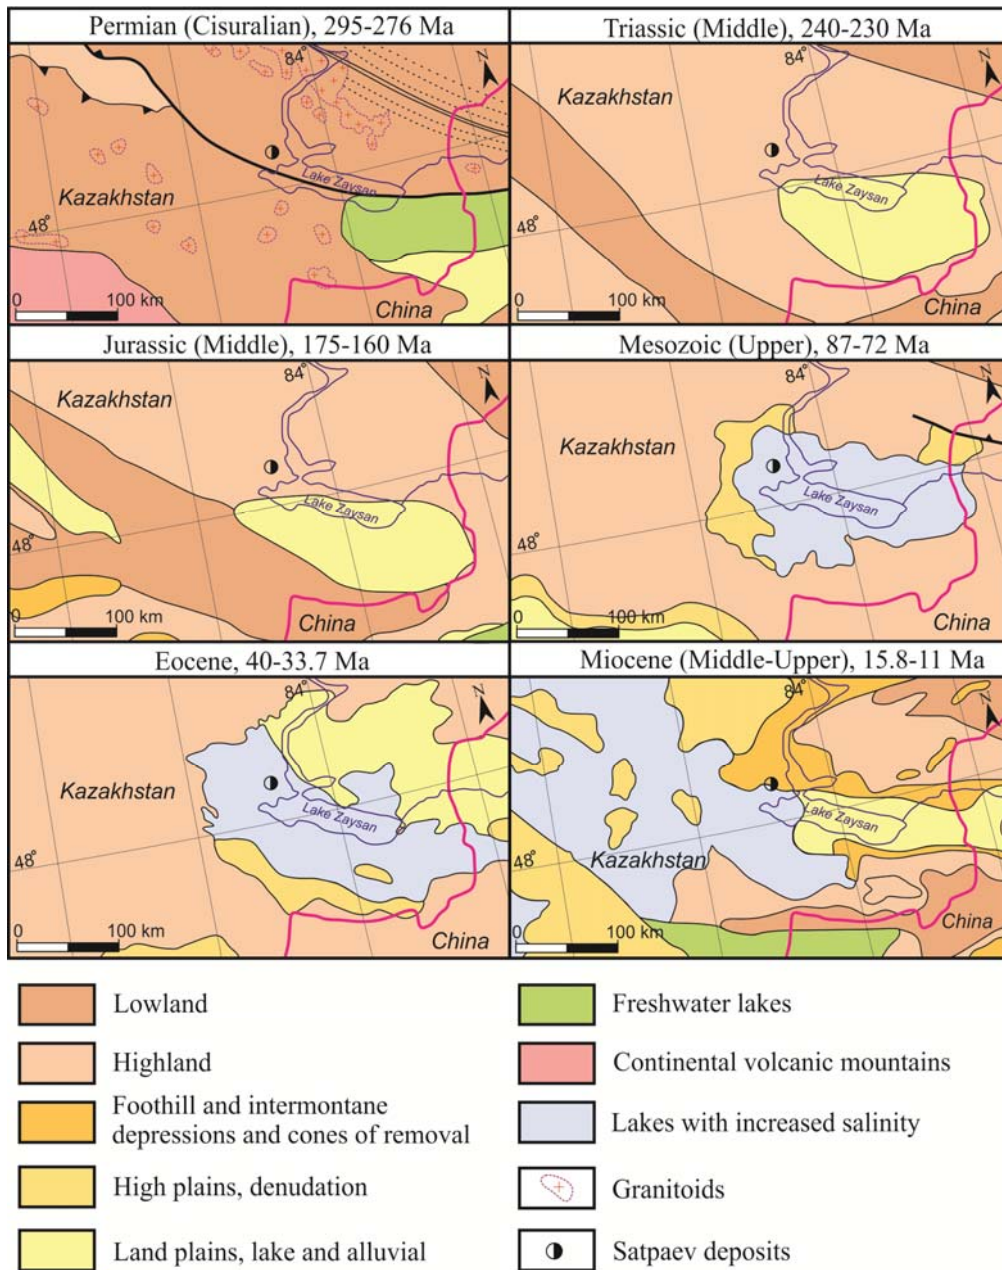 Permian (Cisuralian), 295-276 Ma
84°
N
Kazakhstan
Lake Zaysan
48°
0
100 km
China
Triassic (Middle), 240-230 Ma
84°
N
Kazakhstan
Lake Zaysan
48°
0
100 km
China
Jurassic (Middle), 175-160 Ma
84°
N
Kazakhstan
Lake Zaysan
48°
0
100 km
China
Mesozoic (Upper), 87-72 Ma
84°
N
Kazakhstan
Lake Zaysan
48°
0
100 km
China
Eocene, 40-33.7 Ma
84°
N
Kazakhstan
Lake Zaysan
48°
0
100 km
China
Miocene (Middle-Upper), 15.8-11 Ma
84°
N
Lake Zaysan
Kazakhstan
48°
0
100 km
China
Lowland
Highland
Foothill and intermontane
depressions and cones of removal
High plains, denudation
Land plains, lake and alluvial
Freshwater lakes
Continental volcanic mountains
Lakes with increased salinity
Granitoids
Satpaev deposits